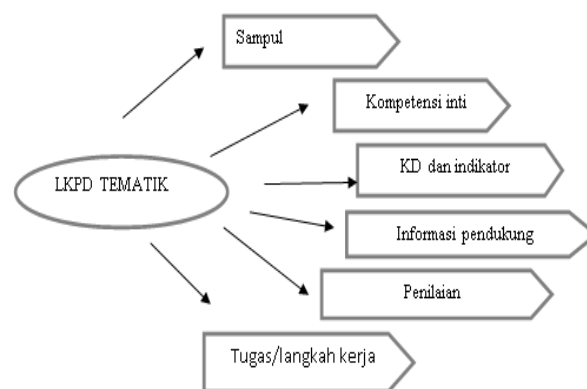 Sampul
Kompetensi inti
KD dan indikator
LKPD TEMATIK
Informasi pendukung
Penilaian
Tugas/langkah kerja